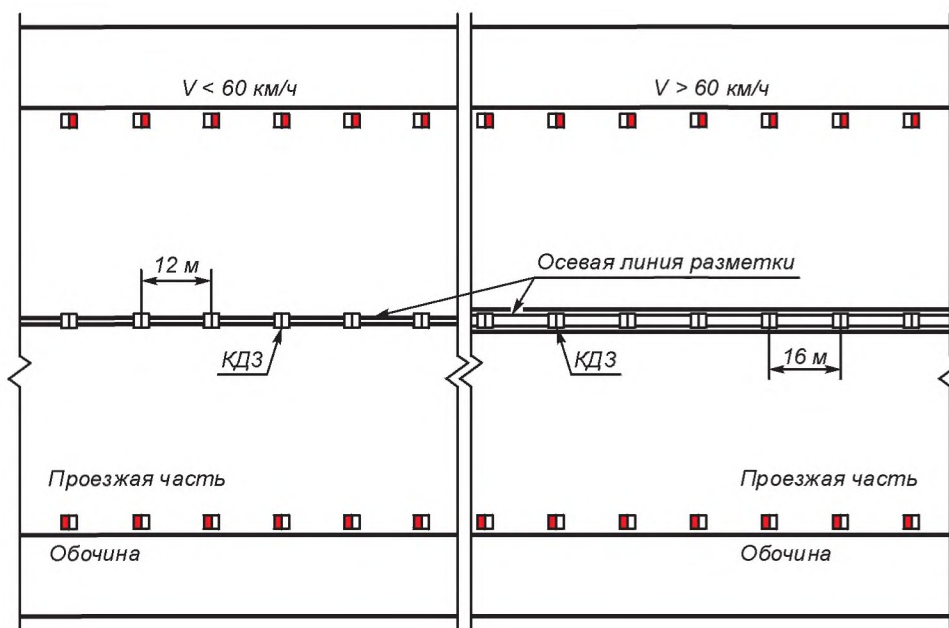 V < 60 км/ч
V > 60 км/ч
12 м
Осевая линия разметки
КДЗ
КДЗ
16 м
Проезжая часть
Проезжая часть
Обочина
Обочина